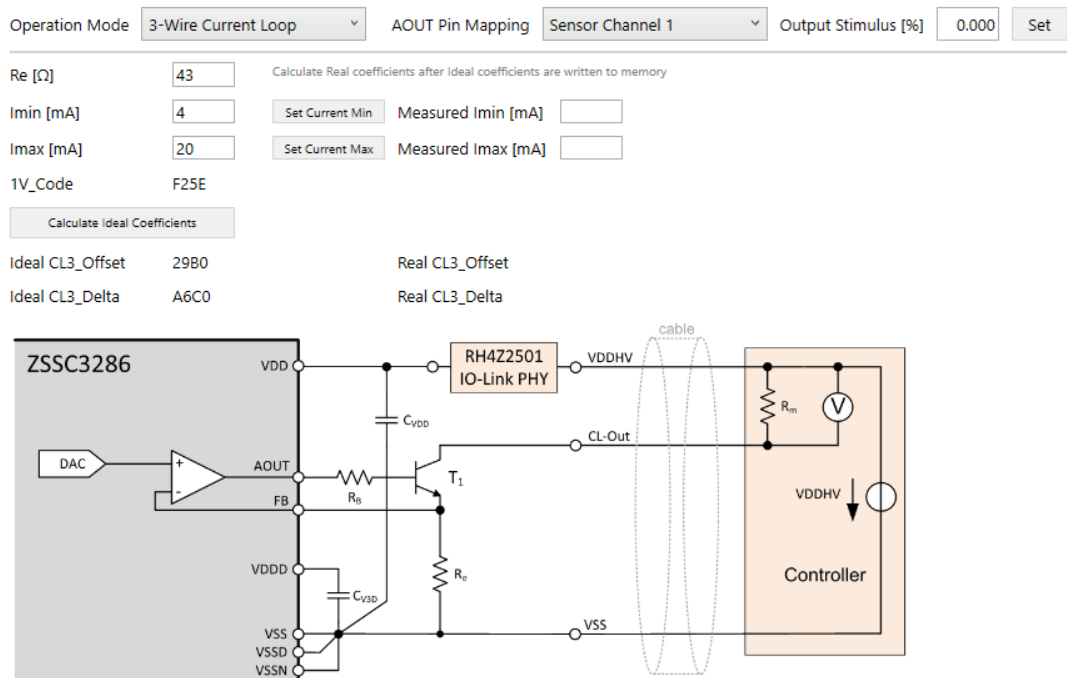 Operation Mode 3-Wire Current Loop AOUT Pin Mapping Sensor Channel 1 Output Stimulus [%] 0.000 Set
Re [Ω] 43 Calculate Real coefficients after Ideal coefficients are written to memory
Imin [mA] 4 Set Current Min Measured Imin [mA]
Imax [mA] 20 Set Current Max Measured Imax [mA]
1V_Code F25E
Calculate Ideal Coefficients
Ideal CL3_Offset 29B0 Real CL3_Offset
Ideal CL3_Delta A6C0 Real CL3_Delta
cable
ZSSC3286
VDD
RH4Z2501
IO-Link PHY
VDDHV
CVDD
Rm
V
CL-Out
DAC
+
-
AOUT
RB
T1
FB
VDDHV
VDDD
Re
Controller
CV3D
VSS
VSS
VSSD
VSSN